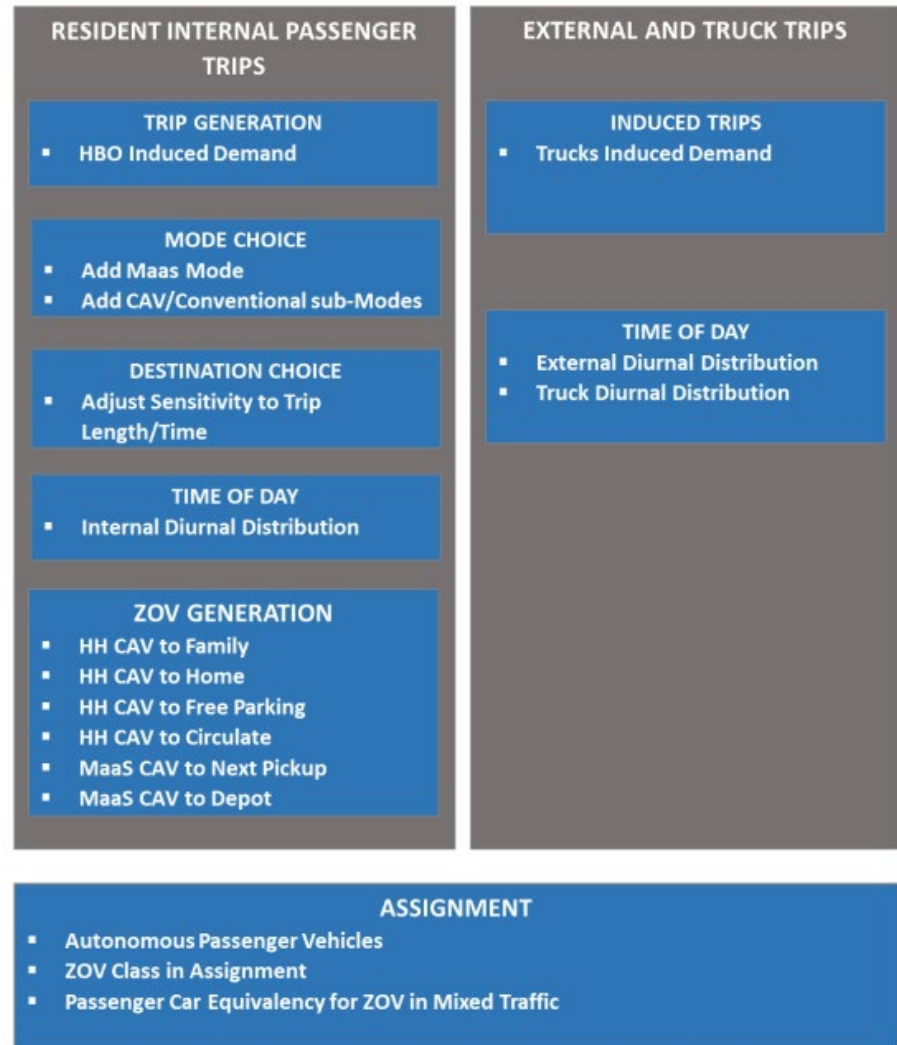 RESIDENT INTERNAL PASSENGER
TRIPS
TRIP GENERATION
▪ HBO Induced Demand
MODE CHOICE
▪ Add Maas Mode
▪ Add CAV/Conventional sub-Modes
DESTINATION CHOICE
▪ Adjust Sensitivity to Trip
Length/Time
TIME OF DAY
▪ Internal Diurnal Distribution
ZOV GENERATION
▪ HH CAV to Family
▪ HH CAV to Home
▪ HH CAV to Free Parking
▪ HH CAV to Circulate
▪ MaaS CAV to Next Pickup
▪ MaaS CAV to Depot
EXTERNAL AND TRUCK TRIPS
INDUCED TRIPS
▪ Trucks Induced Demand
TIME OF DAY
▪ External Diurnal Distribution
▪ Truck Diurnal Distribution
ASSIGNMENT
▪ Autonomous Passenger Vehicles
▪ ZOV Class in Assignment
▪ Passenger Car Equivalency for ZOV in Mixed Traffic